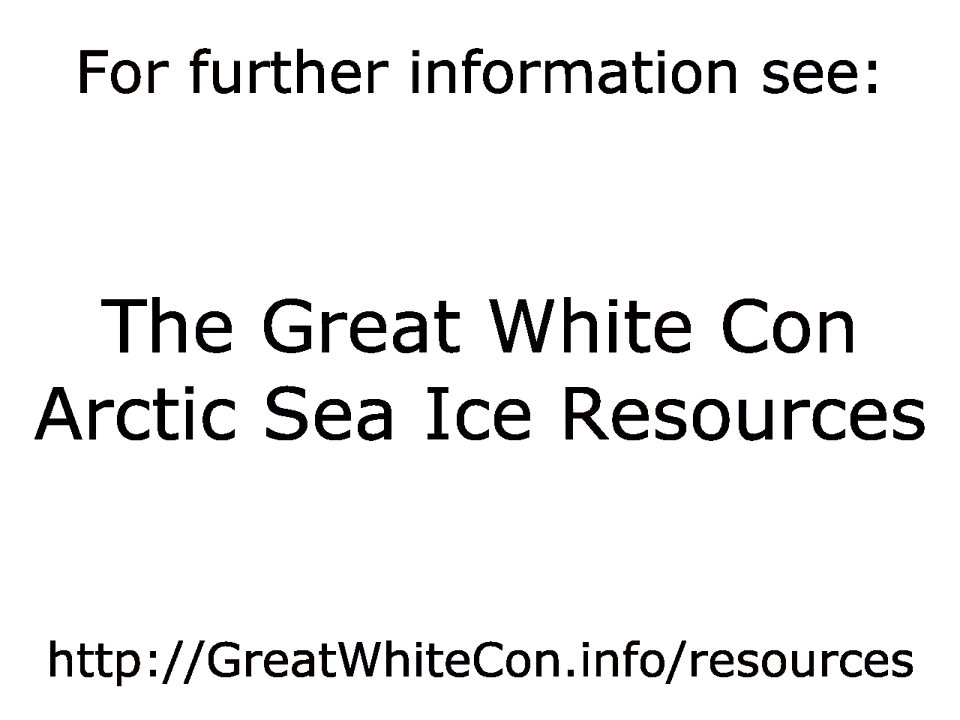 For further information see:
The Great White Con
Arctic Sea Ice Resources
http://GreatWhiteCon.info/resources